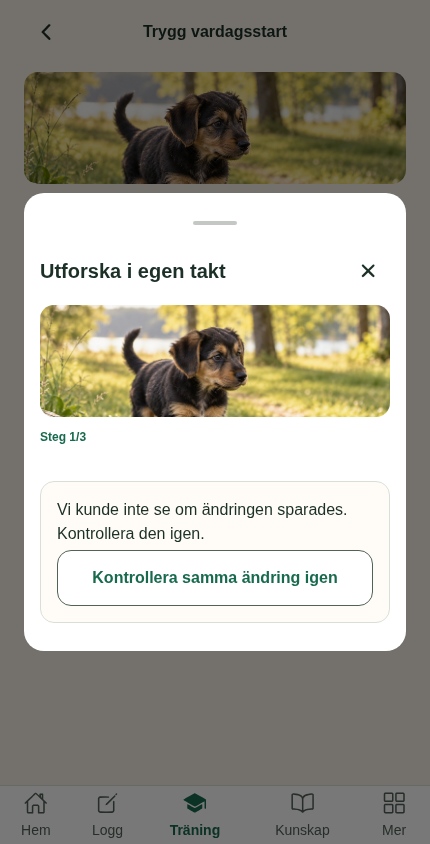 Trygg vardagsstart
Utforska i egen takt
Steg 1/3
Vi kunde inte se om ändringen sparades.
Kontrollera den igen.
Kontrollera samma ändring igen
Hem
Logg
Träning
Kunskap
Mer